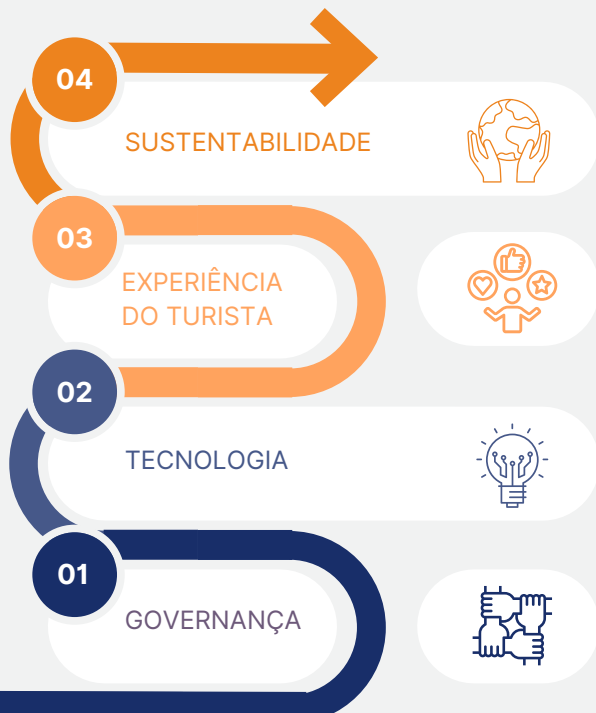 04
SUSTENTABILIDADE
03
EXPERIÊNCIA
DO TURISTA
02
TECNOLOGIA
01
GOVERNANÇA